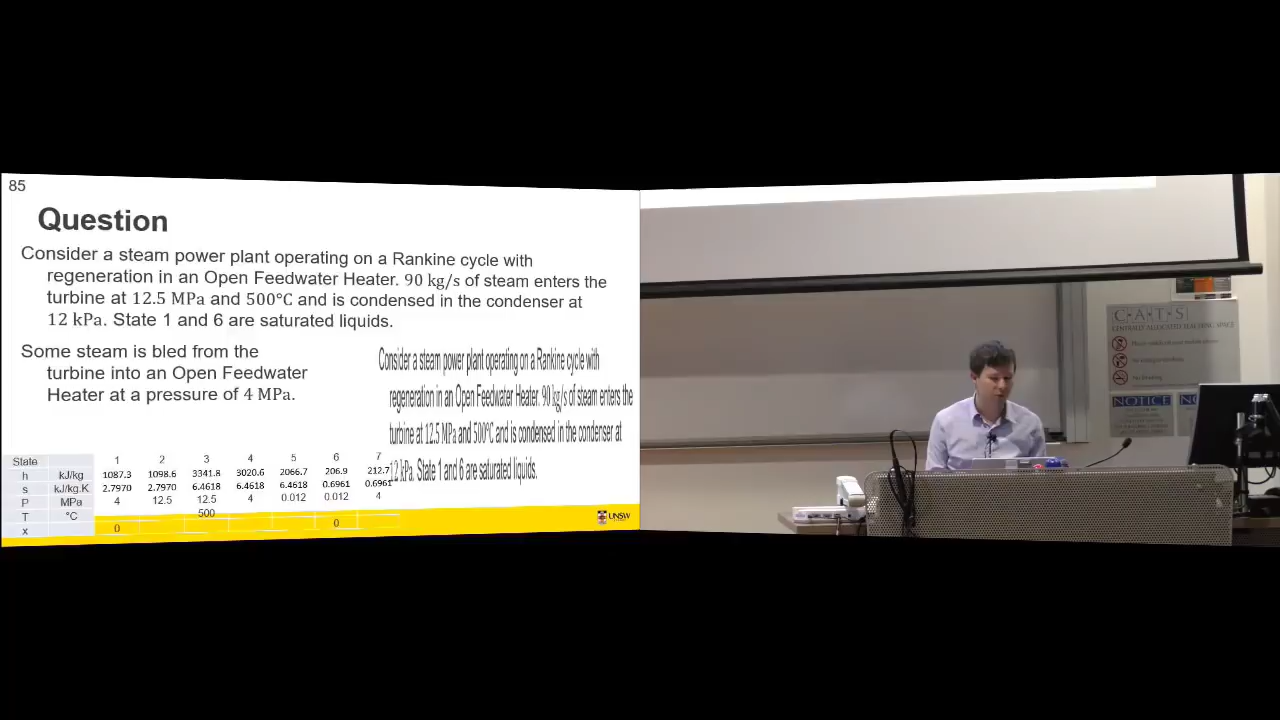 85
Question
Consider a steam power plant operating on a Rankine cycle with
regeneration in an Open Feedwater Heater. 90 kg/s of steam enters the
turbine at 12.5 MPa and 500°C and is condensed in the condenser at
12 kPa. State 1 and 6 are saturated liquids.
Some steam is bled from the
turbine into an Open Feedwater
Heater at a pressure of 4 MPa.
Consider a steam power plant operating on a Rankine cycle with
regeneration in an Open Feedwater Heater. 90 kg/s of steam enters the
turbine at 12.5 MPa and 500°C and is condensed in the condenser at
12 kPa. State 1 and 6 are saturated liquids.
State 1 2 3 4 5 6 7
h kJ/kg 1087.3 1098.6 3341.8 3020.6 2066.7 206.9 212.7
s kJ/kg.K 2.7970 2.7970 6.4618 6.4618 6.4618 0.6961 0.6961
P MPa 4 12.5 12.5 4 0.012 0.012 4
T °C 500
x 0 0
UNSW
C·A·T·S
CENTRALLY ALLOCATED TEACHING SPACE
NOTICE